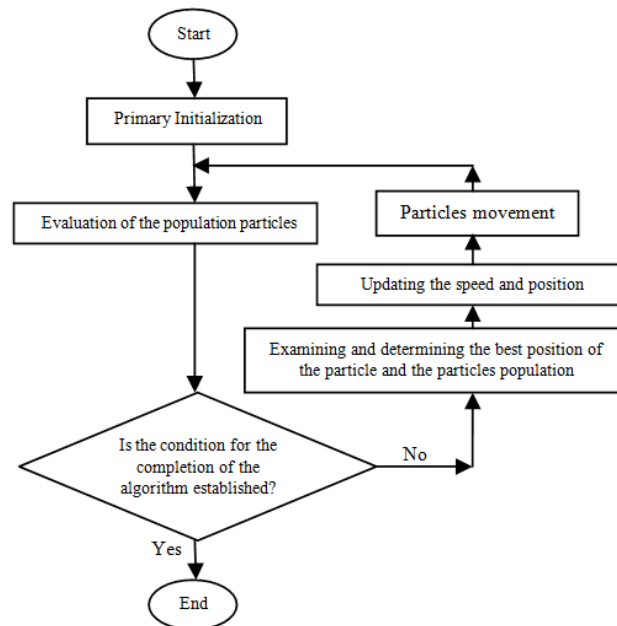 Start
Primary Initialization
Evaluation of the population particles
Particles movement
Updating the speed and position
Examining and determining the best position of
the particle and the particles population
Is the condition for the
completion of the
algorithm established?
No
Yes
End